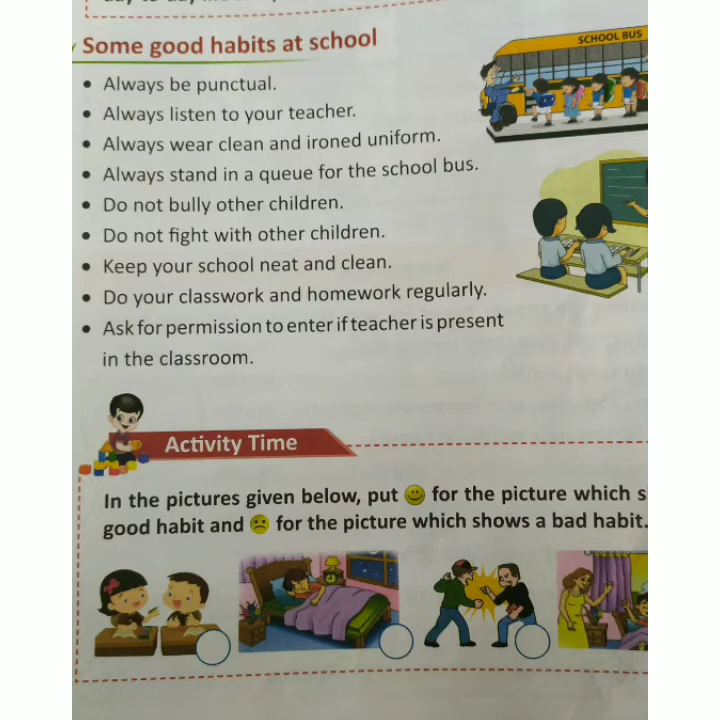 Some good habits at school
SCHOOL BUS
• Always be punctual.
• Always listen to your teacher.
• Always wear clean and ironed uniform.
• Always stand in a queue for the school bus.
• Do not bully other children.
• Do not fight with other children.
• Keep your school neat and clean.
• Do your classwork and homework regularly.
• Ask for permission to enter if teacher is present
in the classroom.
Activity Time
In the pictures given below, put 😊 for the picture which s
good habit and ☹ for the picture which shows a bad habit.